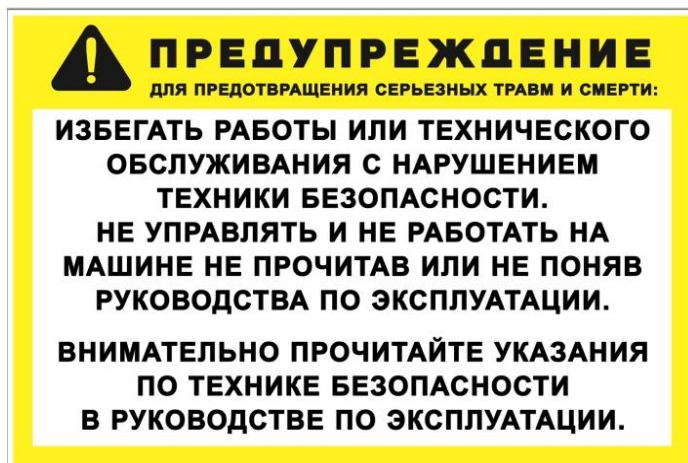 ПРЕДУПРЕЖДЕНИЕ
ДЛЯ ПРЕДОТВРАЩЕНИЯ СЕРЬЕЗНЫХ ТРАВМ И СМЕРТИ:
ИЗБЕГАТЬ РАБОТЫ ИЛИ ТЕХНИЧЕСКОГО
ОБСЛУЖИВАНИЯ С НАРУШЕНИЕМ
ТЕХНИКИ БЕЗОПАСНОСТИ.
НЕ УПРАВЛЯТЬ И НЕ РАБОТАТЬ НА
МАШИНЕ НЕ ПРОЧИТАВ ИЛИ НЕ ПОНЯВ
РУКОВОДСТВА ПО ЭКСПЛУАТАЦИИ.
ВНИМАТЕЛЬНО ПРОЧИТАЙТЕ УКАЗАНИЯ
ПО ТЕХНИКЕ БЕЗОПАСНОСТИ
В РУКОВОДСТВЕ ПО ЭКСПЛУАТАЦИИ.